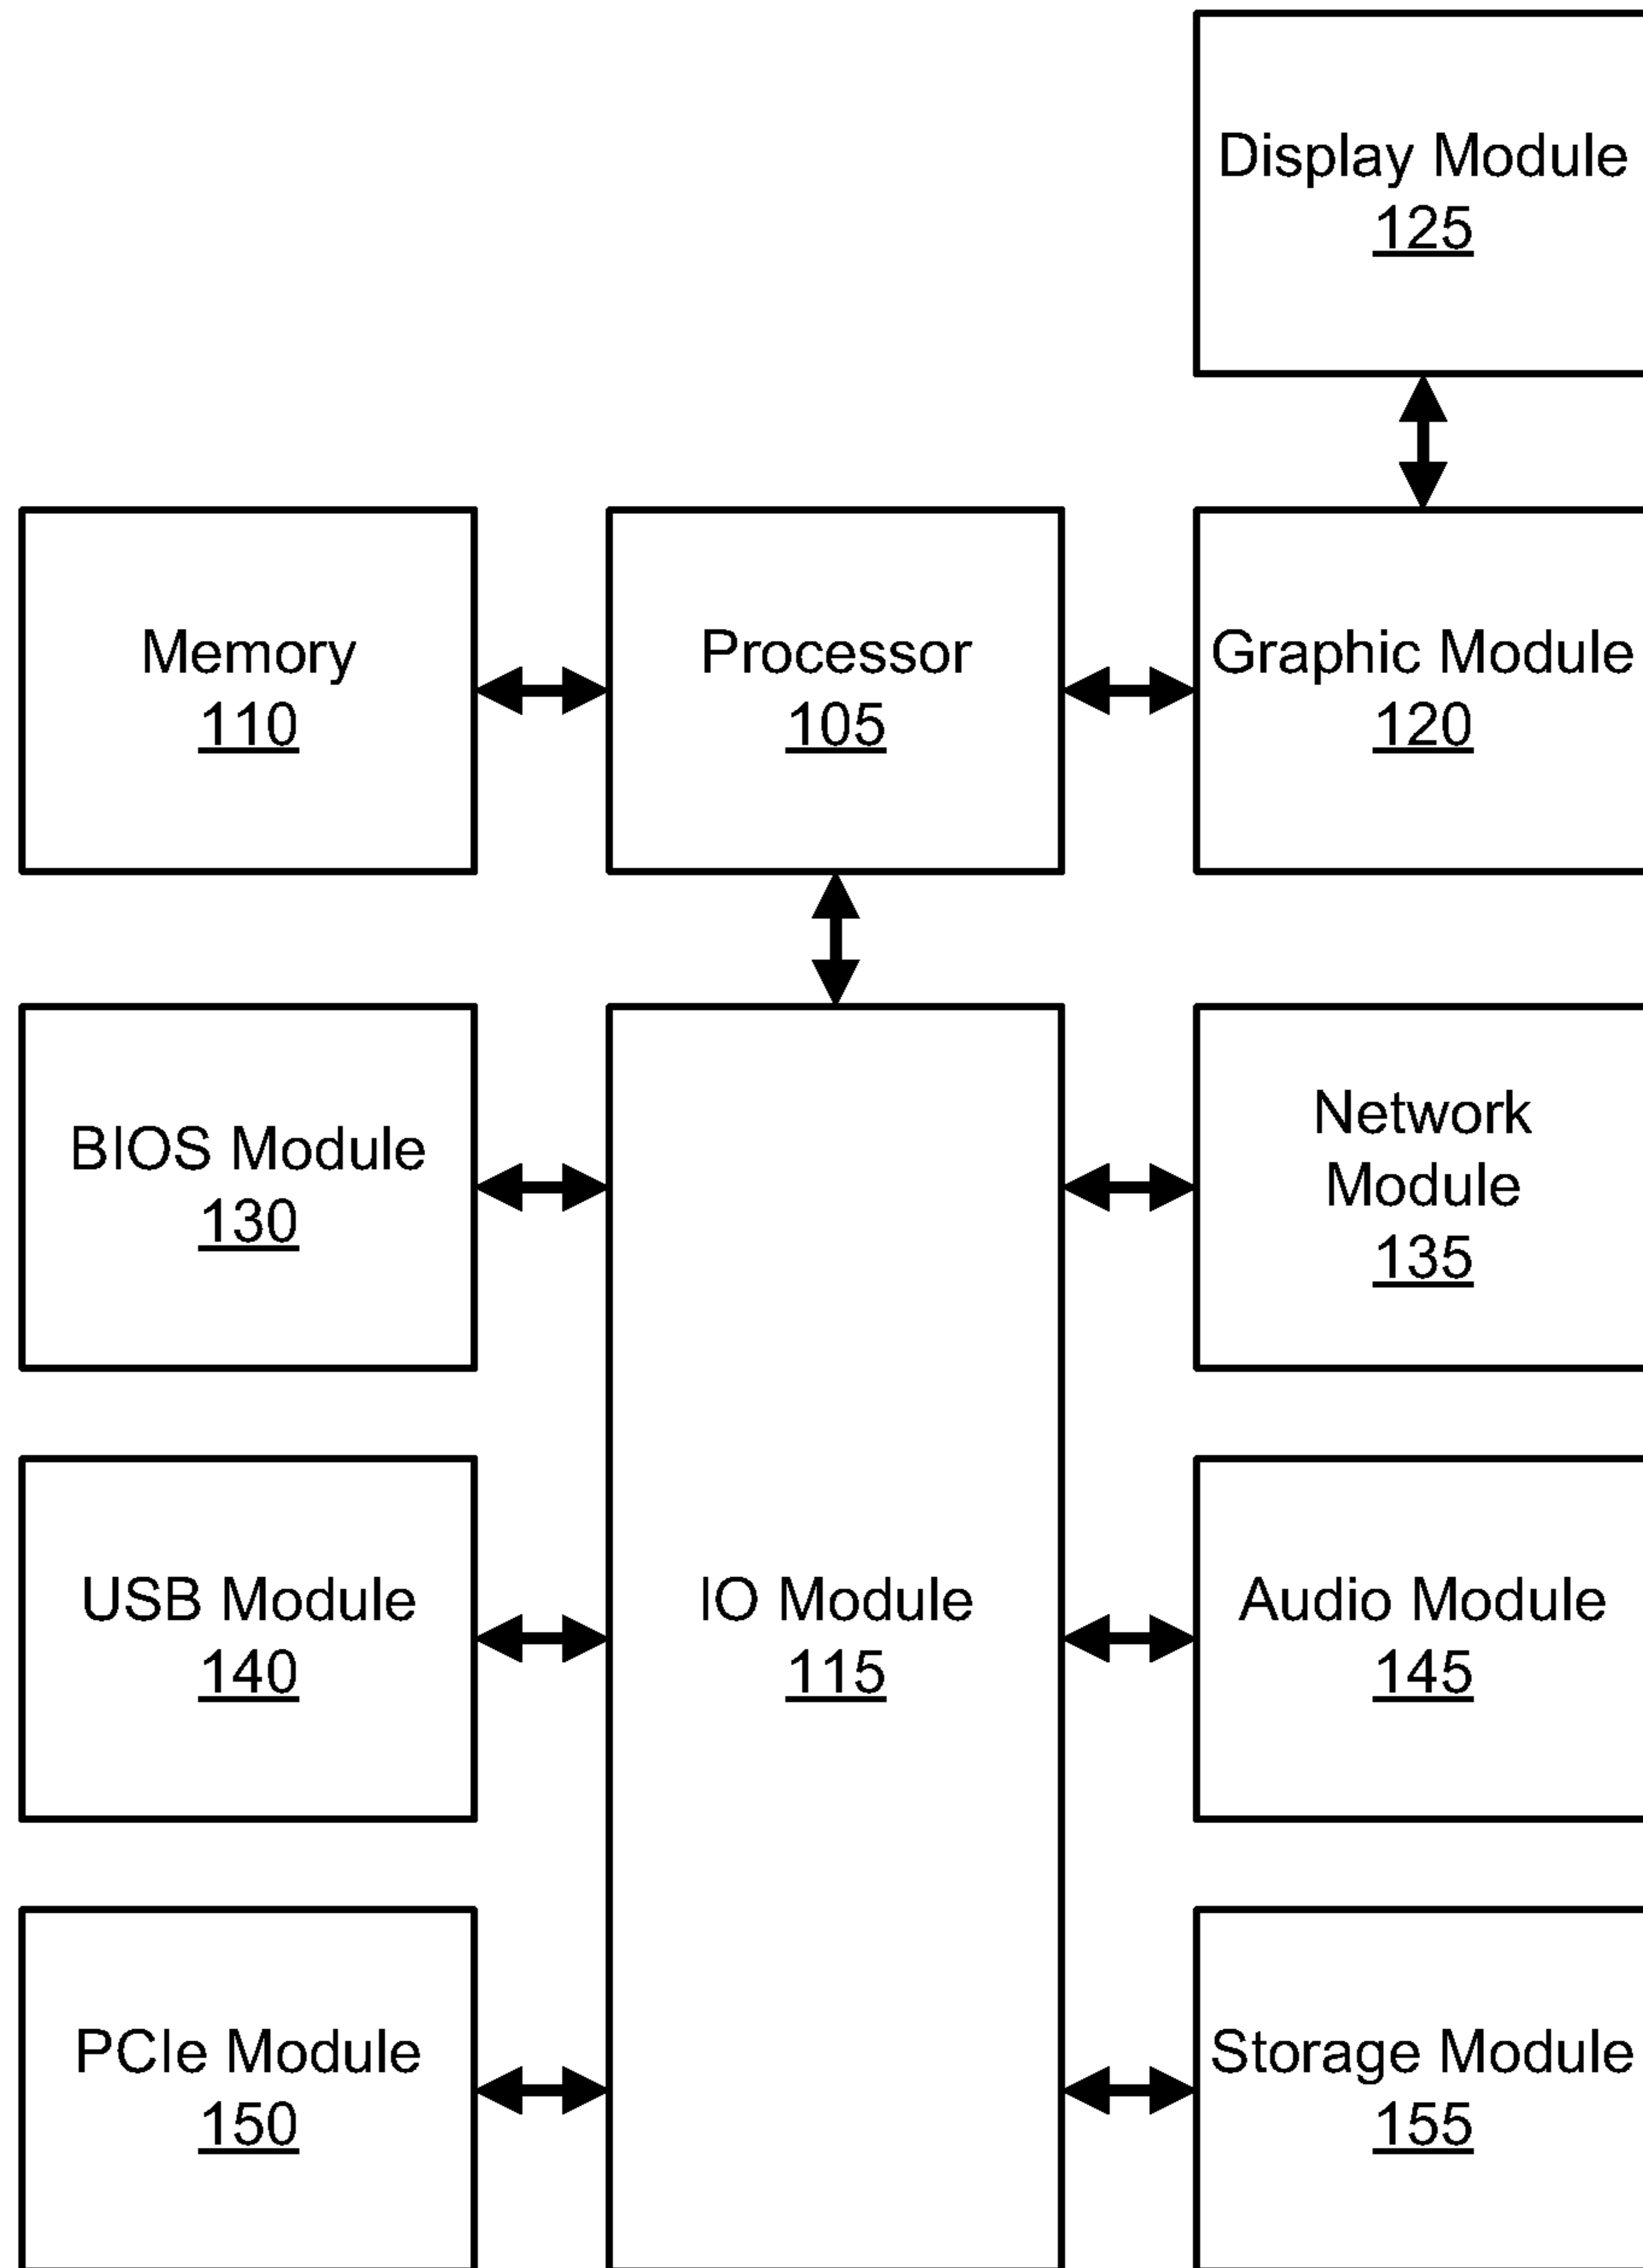 Display Module
125
Memory
110
Processor
105
Graphic Module
120
BIOS Module
130
Network
Module
135
USB Module
140
IO Module
115
Audio Module
145
PCIe Module
150
Storage Module
155